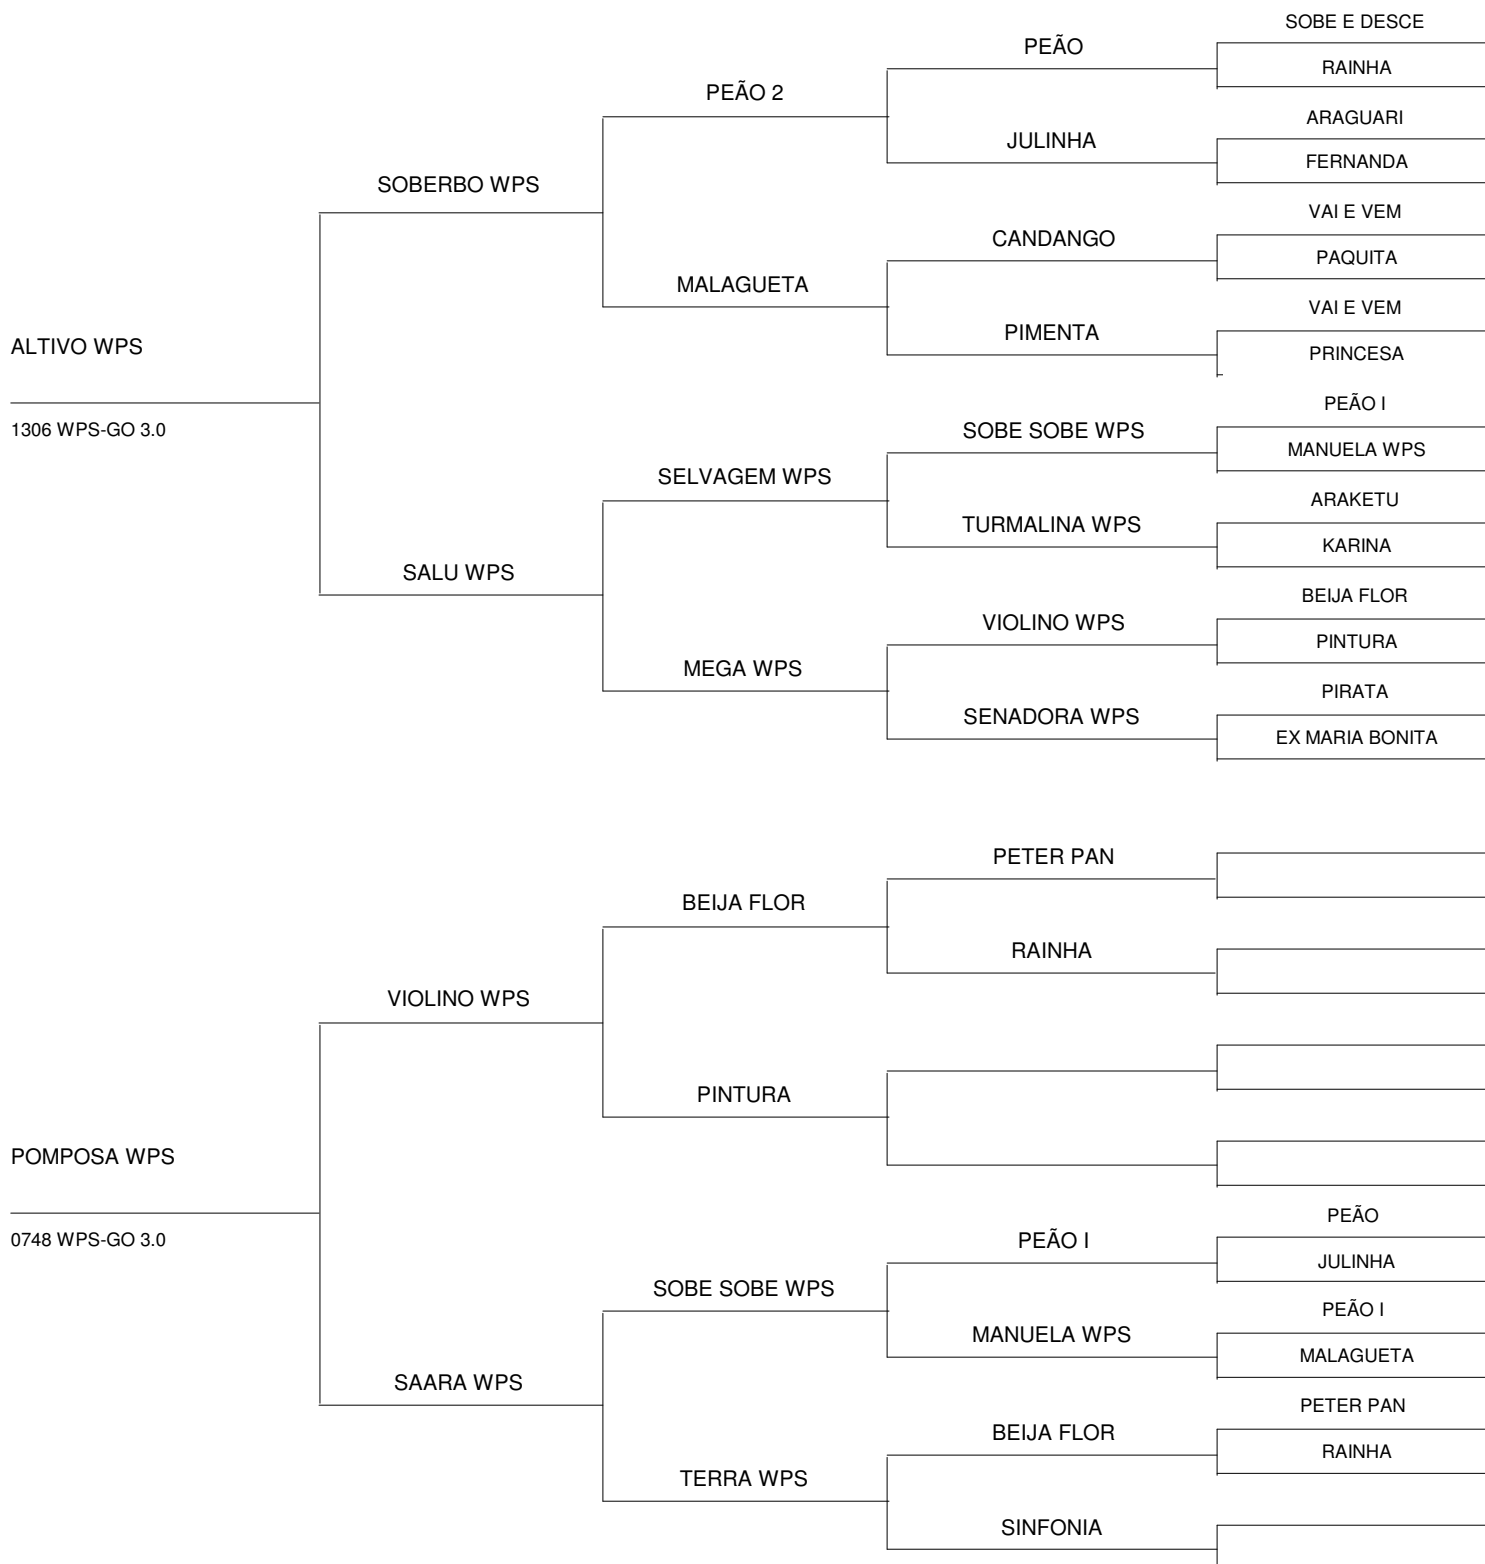 SOBE E DESCE
PEÃO
RAINHA
PEÃO 2
ARAGUARI
JULINHA
FERNANDA
SOBERBO WPS
VAI E VEM
CANDANGO
PAQUITA
MALAGUETA
VAI E VEM
PIMENTA
PRINCESA
ALTIVO WPS
1306 WPS-GO 3.0
PEÃO I
SOBE SOBE WPS
MANUELA WPS
SELVAGEM WPS
ARAKETU
TURMALINA WPS
KARINA
SALU WPS
BEIJA FLOR
VIOLINO WPS
PINTURA
MEGA WPS
PIRATA
SENADORA WPS
EX MARIA BONITA
PETER PAN
BEIJA FLOR
RAINHA
VIOLINO WPS
PINTURA
POMPOSA WPS
0748 WPS-GO 3.0
PEÃO
PEÃO I
JULINHA
SOBE SOBE WPS
PEÃO I
MANUELA WPS
MALAGUETA
SAARA WPS
PETER PAN
BEIJA FLOR
RAINHA
TERRA WPS
SINFONIA